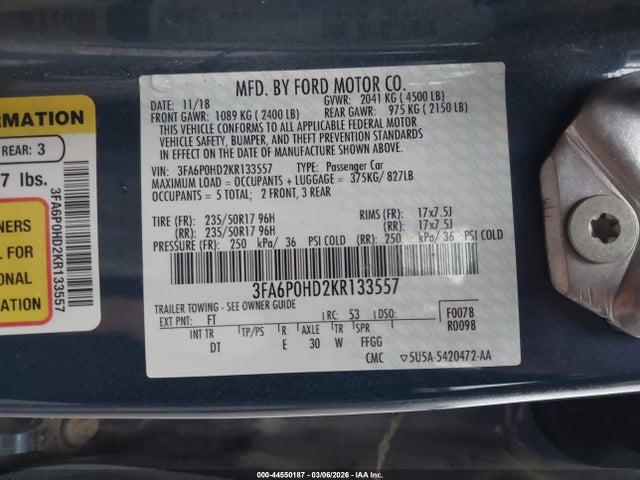 ORMATION
REAR: 3
7 lbs.
NERS
L FOR
ONAL
ION
3FA6P0HD2KR133557
MFD. BY FORD MOTOR CO.
DATE: 11/18 GVWR: 2041 KG (4500 LB)
FRONT GAWR: 1089 KG (2400 LB) REAR GAWR: 975 KG (2150 LB)
THIS VEHICLE CONFORMS TO ALL APPLICABLE FEDERAL MOTOR
VEHICLE SAFETY, BUMPER, AND THEFT PREVENTION STANDARDS
IN EFFECT ON THE DATE OF MANUFACTURE SHOWN ABOVE.
VIN: 3FA6P0HD2KR133557 TYPE: Passenger Car
MAXIMUM LOAD = OCCUPANTS + LUGGAGE = 375KG/ 827LB
OCCUPANTS = 5 TOTAL; 2 FRONT, 3 REAR
TIRE (FR): 235/50R17 96H RIMS (FR): 17x7.5J
(RR): 235/50R17 96H (RR): 17x7.5J
PRESSURE (FR): 250 kPa/ 36 PSI COLD (RR): 250 kPa/ 36 PSI COLD
3FA6P0HD2KR133557
TRAILER TOWING - SEE OWNER GUIDE
EXT PNT: FT RC: 53 DSO: F0078
INT TR TP/PS R AXLE TR SPR R0098
DT E 30 W FFGG
CMC ▽5U5A-5420472-AA
000-44550187 - 03/06/2026 - IAA Inc.